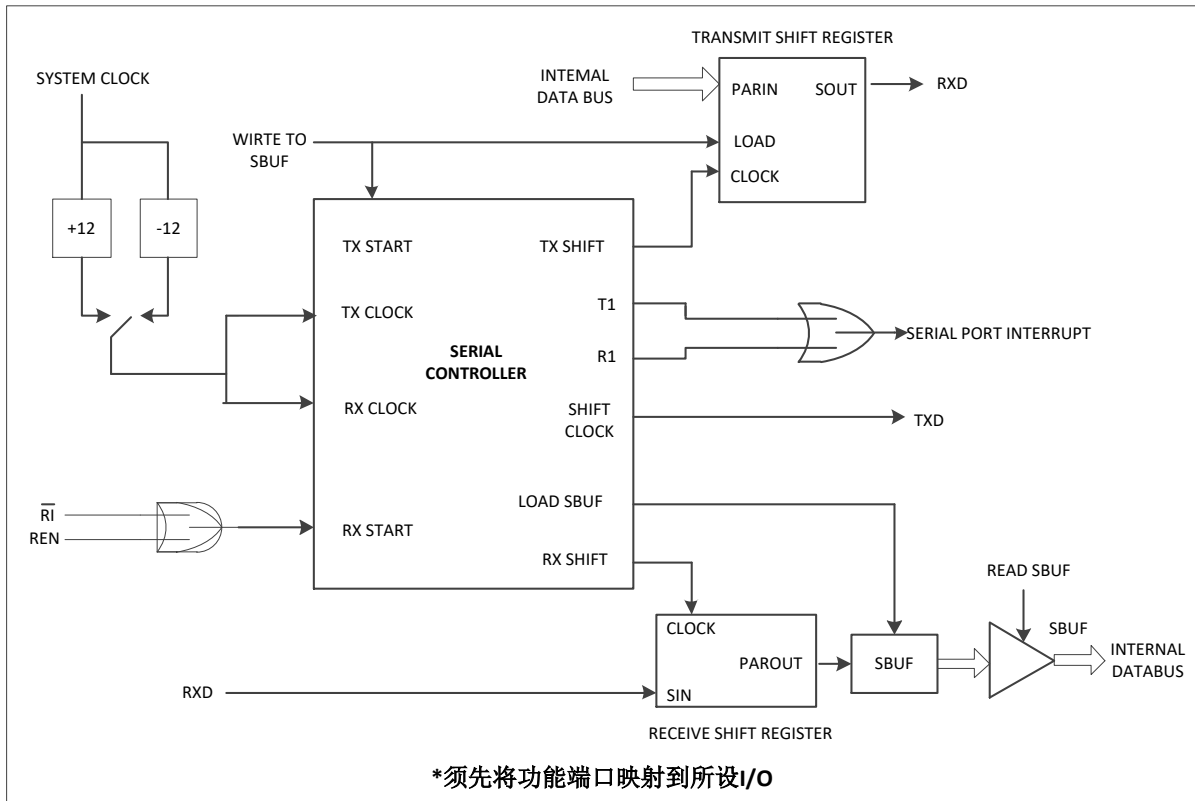 TRANSMIT SHIFT REGISTER
SYSTEM CLOCK
INTEMAL
DATA BUS
PARIN
SOUT
RXD
WIRTE TO
SBUF
LOAD
CLOCK
+12
-12
TX START
TX SHIFT
TX CLOCK
T1
SERIAL PORT INTERRUPT
SERIAL
CONTROLLER
R1
RX CLOCK
SHIFT
CLOCK
TXD
LOAD SBUF
R̅I̅
REN
RX START
RX SHIFT
READ SBUF
CLOCK
SBUF
PAROUT
SBUF
INTERNAL
DATABUS
RXD
SIN
RECEIVE SHIFT REGISTER
*须先将功能端口映射到所设I/O